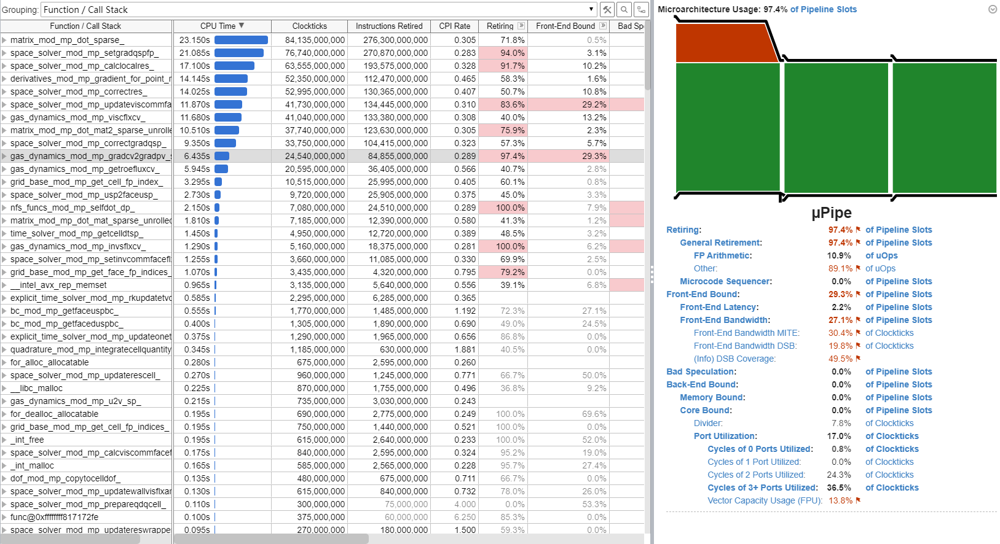 Grouping: Function / Call Stack
Function / Call Stack CPU Time Clockticks Instructions Retired CPI Rate Retiring Front-End Bound Bad Sp
matrix_mod_mp_dot_sparse_ 23.150s 84,135,000,000 276,300,000,000 0.305 71.8% 0.5%
space_solver_mod_mp_setgradqspfp_ 21.085s 76,740,000,000 270,870,000,000 0.283 94.0% 3.1%
space_solver_mod_mp_calclocalres_ 17.100s 63,555,000,000 193,575,000,000 0.328 91.7% 10.2%
derivatives_mod_mp_gradient_for_point_r 14.145s 52,350,000,000 112,470,000,000 0.465 58.3% 1.6%
space_solver_mod_mp_correctres_ 14.025s 52,995,000,000 130,365,000,000 0.407 50.7% 10.8%
space_solver_mod_mp_updateviscommfa 11.870s 41,730,000,000 134,445,000,000 0.310 83.6% 29.2%
gas_dynamics_mod_mp_viscflxcv_ 11.680s 41,040,000,000 133,380,000,000 0.308 40.0% 13.2%
matrix_mod_mp_dot_mat2_sparse_unrolle 10.510s 37,740,000,000 123,630,000,000 0.305 75.9% 2.3%
space_solver_mod_mp_correctgradqsp_ 9.350s 33,750,000,000 104,415,000,000 0.323 57.3% 5.7%
gas_dynamics_mod_mp_gradcv2gradpv_s 6.435s 24,540,000,000 84,855,000,000 0.289 97.4% 29.3%
gas_dynamics_mod_mp_getroefluxcv_ 5.945s 20,595,000,000 36,405,000,000 0.566 40.7% 2.8%
grid_base_mod_mp_get_cell_fp_index_ 3.295s 10,515,000,000 25,995,000,000 0.405 60.1% 0.8%
space_solver_mod_mp_usp2faceusp_ 2.730s 9,720,000,000 25,905,000,000 0.375 45.0% 3.3%
nfs_funcs_mod_mp_selfdot_dp_ 2.150s 7,080,000,000 24,510,000,000 0.289 100.0% 7.9%
matrix_mod_mp_dot_mat_sparse_unrolled 1.810s 7,185,000,000 12,390,000,000 0.580 41.3% 1.2%
time_solver_mod_mp_getcelldtsp_ 1.450s 4,950,000,000 12,720,000,000 0.389 48.5% 3.2%
gas_dynamics_mod_mp_invsflxcv_ 1.290s 5,160,000,000 18,375,000,000 0.281 100.0% 6.2%
space_solver_mod_mp_setinvcommfacefl 1.255s 3,660,000,000 11,085,000,000 0.330 69.9% 2.5%
grid_base_mod_mp_get_face_fp_indices_ 1.070s 3,435,000,000 4,320,000,000 0.795 79.2% 0.0%
__intel_avx_rep_memset 0.965s 3,135,000,000 5,640,000,000 0.556 39.1% 6.8%
explicit_time_solver_mod_mp_rkupdatetvc 0.585s 2,295,000,000 6,285,000,000 0.365
bc_mod_mp_getfaceuspbc_ 0.555s 1,770,000,000 1,485,000,000 1.192 72.3% 27.1%
bc_mod_mp_getfaceduspbc_ 0.400s 1,305,000,000 1,890,000,000 0.690 49.0% 24.5%
explicit_time_solver_mod_mp_updateonet 0.375s 1,290,000,000 1,965,000,000 0.656 86.8% 0.0%
quadrature_mod_mp_integratecellquantity 0.345s 1,185,000,000 630,000,000 1.881 40.5% 0.0%
for_alloc_allocatable 0.280s 675,000,000 2,595,000,000 0.260
space_solver_mod_mp_updaterescell_ 0.270s 960,000,000 1,245,000,000 0.771 66.7% 50.0%
__libc_malloc 0.225s 870,000,000 1,755,000,000 0.496 36.8% 9.2%
gas_dynamics_mod_mp_u2v_sp_ 0.215s 735,000,000 3,030,000,000 0.243
for_dealloc_allocatable 0.195s 690,000,000 2,775,000,000 0.249 100.0% 69.6%
grid_base_mod_mp_get_cell_fp_indices_ 0.195s 750,000,000 1,440,000,000 0.521 100.0% 0.0%
_int_free 0.195s 615,000,000 2,640,000,000 0.233 100.0% 52.0%
space_solver_mod_mp_calcviscommfacef 0.175s 840,000,000 2,595,000,000 0.324 95.2% 19.0%
_int_malloc 0.165s 585,000,000 2,565,000,000 0.228 95.7% 27.4%
dof_mod_mp_copytocelldof_ 0.135s 480,000,000 675,000,000 0.711 66.7% 0.0%
space_solver_mod_mp_updatewallvisflxar 0.130s 615,000,000 840,000,000 0.732 78.0% 26.0%
space_solver_mod_mp_prepareqdqcell_ 0.110s 300,000,000 75,000,000 4.000 0.0% 53.3%
func@0xffffffff817172fe 0.100s 375,000,000 60,000,000 6.250 85.3% 0.0%
space_solver_mod_mp_updatereswrappe 0.095s 270,000,000 180,000,000 1.500 59.3% 0.0%
Microarchitecture Usage: 97.4% of Pipeline Slots
µPipe
Retiring: 97.4% of Pipeline Slots
General Retirement: 97.4% of Pipeline Slots
FP Arithmetic: 10.9% of uOps
Other: 89.1% of uOps
Microcode Sequencer: 0.0% of Pipeline Slots
Front-End Bound: 29.3% of Pipeline Slots
Front-End Latency: 2.2% of Pipeline Slots
Front-End Bandwidth: 27.1% of Pipeline Slots
Front-End Bandwidth MITE: 30.4% of Clockticks
Front-End Bandwidth DSB: 19.8% of Clockticks
(Info) DSB Coverage: 49.5%
Bad Speculation: 0.0% of Pipeline Slots
Back-End Bound: 0.0% of Pipeline Slots
Memory Bound: 0.0% of Pipeline Slots
Core Bound: 0.0% of Pipeline Slots
Divider: 7.8% of Clockticks
Port Utilization: 17.0% of Clockticks
Cycles of 0 Ports Utilized: 0.8% of Clockticks
Cycles of 1 Port Utilized: 0.0% of Clockticks
Cycles of 2 Ports Utilized: 24.3% of Clockticks
Cycles of 3+ Ports Utilized: 36.5% of Clockticks
Vector Capacity Usage (FPU): 13.8%